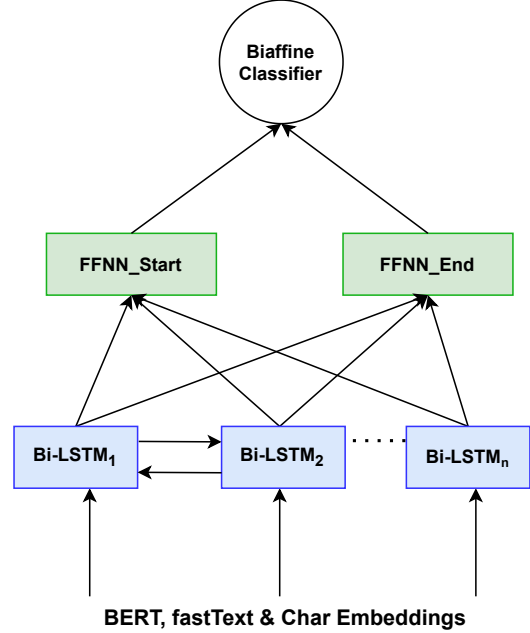 Biaffine
Classifier
FFNN_Start
FFNN_End
Bi-LSTM1
Bi-LSTM2
Bi-LSTMn
BERT, fastText & Char Embeddings